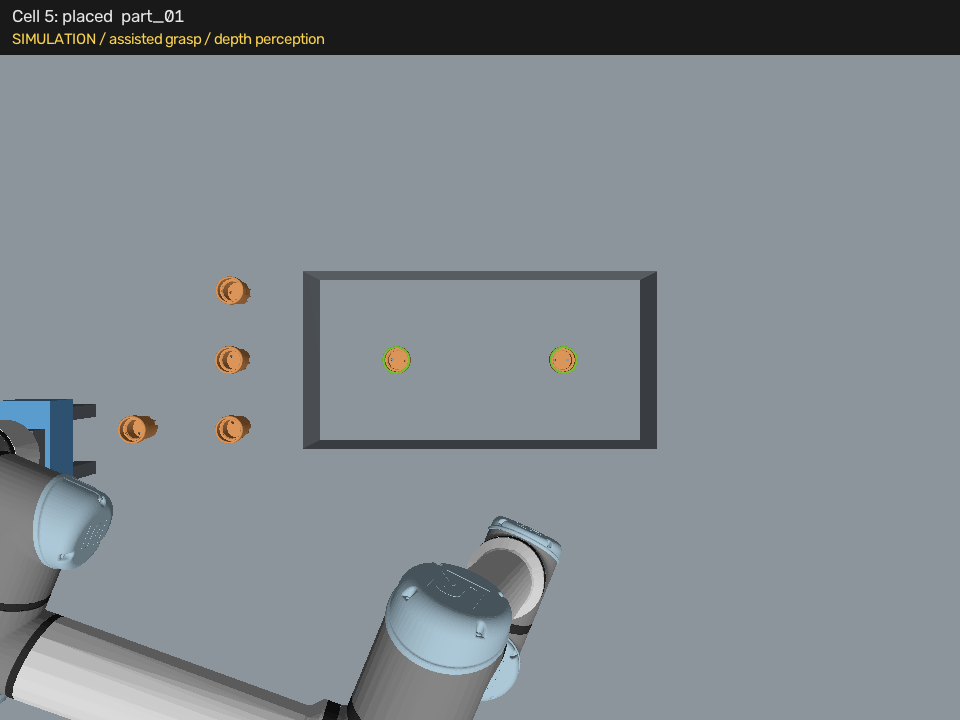 Cell 5: placed  part_01
SIMULATION / assisted grasp / depth perception